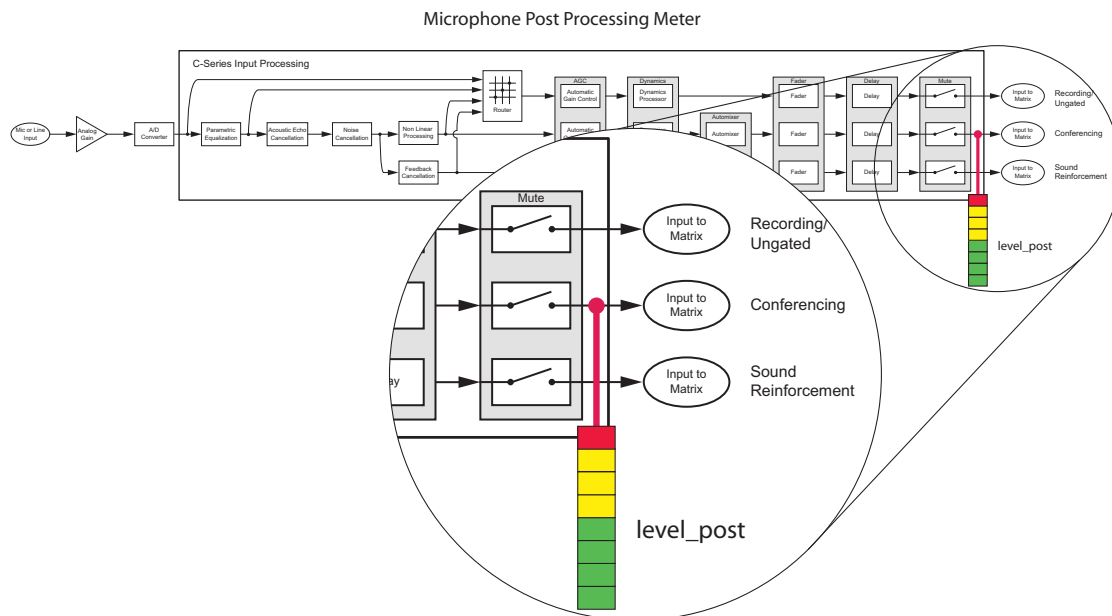 Microphone Post Processing Meter
C-Series Input Processing
Mic or Line
Input
Analog
Gain
A/D
Converter
Parametric
Equalization
Acoustic Echo
Cancellation
Noise
Cancellation
Non Linear
Processing
Feedback
Cancellation
Router
AGC
Automatic
Gain Control
Automatic
Dynamics
Dynamics
Processor
Automixer
Automixer
Fader
Fader
Fader
Fader
Delay
Delay
Delay
Delay
Mute
Input to
Matrix
Recording/
Ungated
Input to
Matrix
Conferencing
Input to
Matrix
Sound
Reinforcement
level_post
Mute
Input to
Matrix
Recording/
Ungated
Input to
Matrix
Conferencing
ay
Input to
Matrix
Sound
Reinforcement
level_post